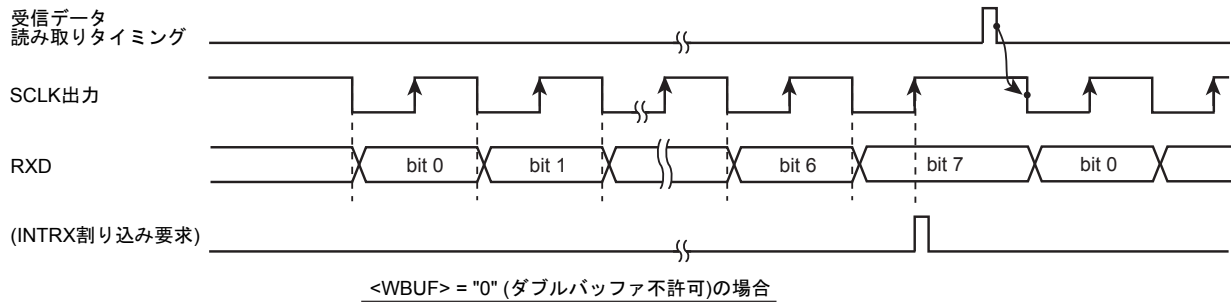 受信データ
読み取りタイミング
SCLK出力
RXD
bit 0 bit 1 bit 6 bit 7 bit 0
(INTRX割り込み要求)
<WBUF> = "0" (ダブルバッファ不許可)の場合